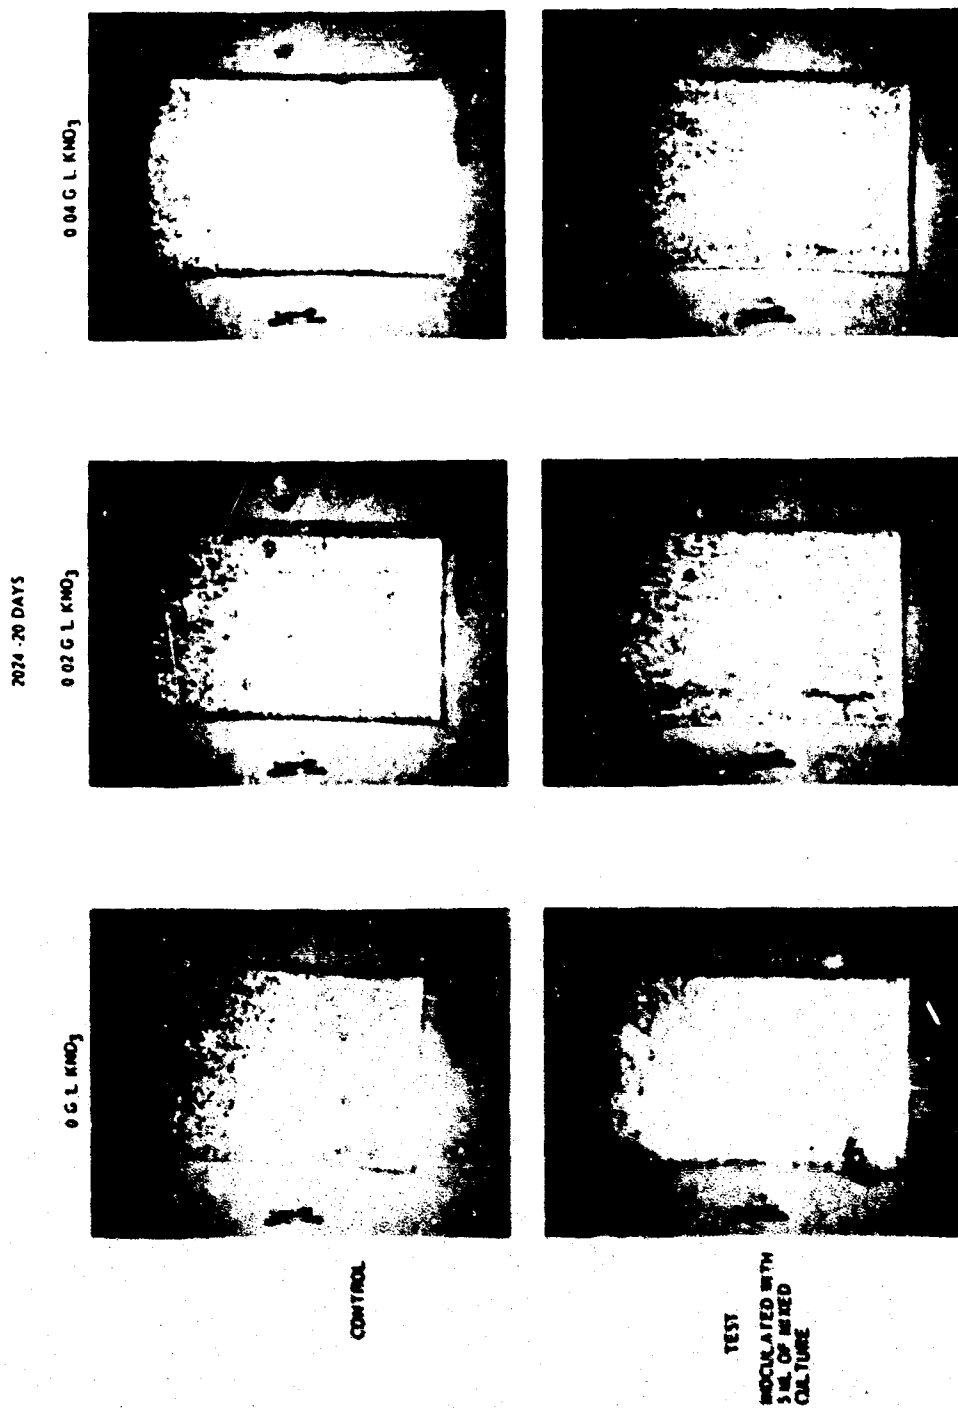 2024 -20 DAYS
0 G L KNO3
0 02 G L KNO3
0 04 G L KNO3
CONTROL
TEST
INOCULATED WITH
5 ML OF MIXED
CULTURE